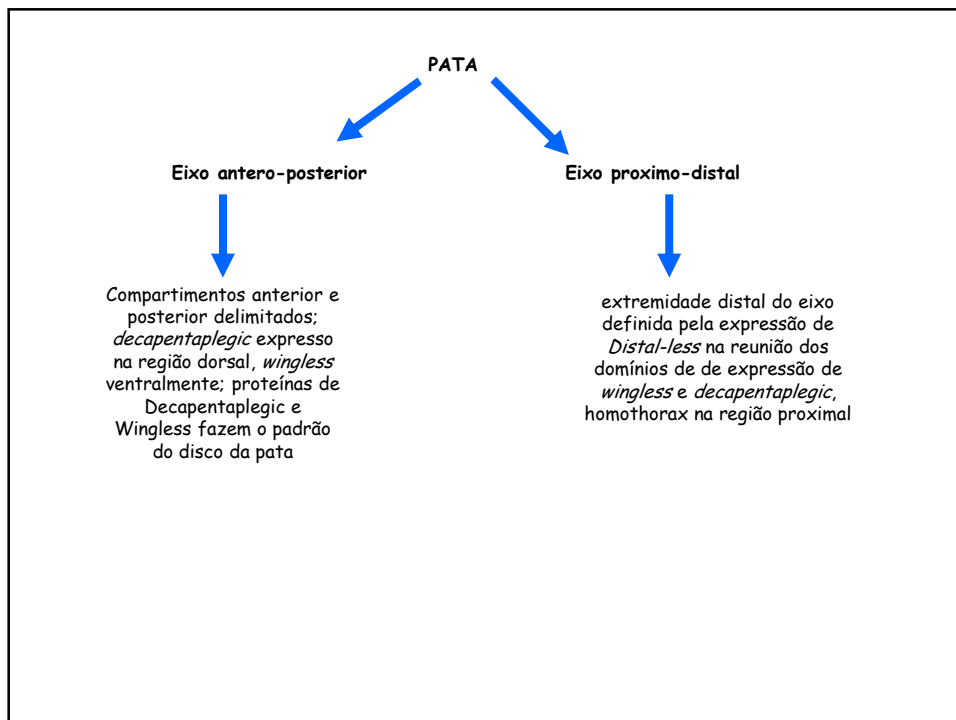 PATA
Eixo antero-posterior
Eixo proximo-distal
Compartimentos anterior e
posterior delimitados;
decapentaplegic expresso
na região dorsal, wingless
ventralmente; proteínas de
Decapentaplegic e
Wingless fazem o padrão
do disco da pata
extremidade distal do eixo
definida pela expressão de
Distal-less na reunião dos
domínios de de expressão de
wingless e decapentaplegic,
homothorax na região proximal